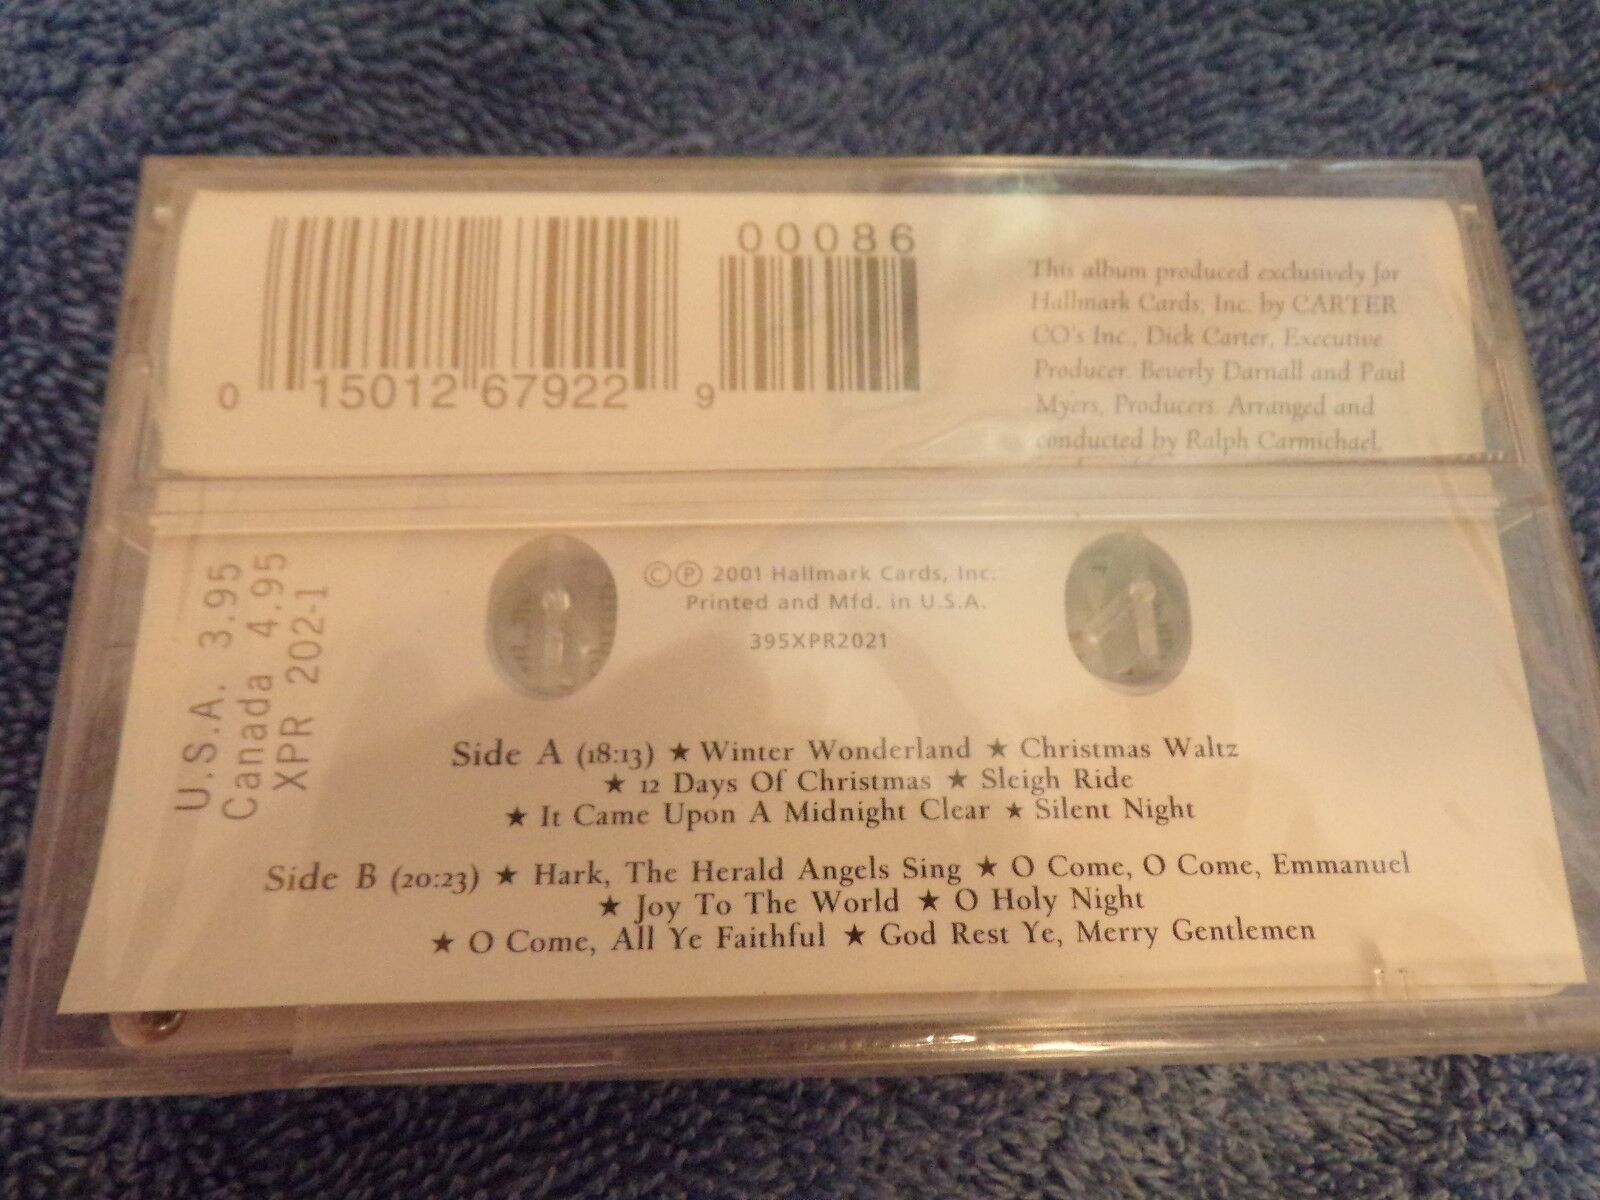 00086
0 15012 67922 9
This album produced exclusively for
Hallmark Cards, Inc. by CARTER
CO's Inc., Dick Carter, Executive
Producer. Beverly Darnall and Paul
Myers, Producers. Arranged and
conducted by Ralph Carmichael.
U.S.A. 3.95
Canada 4.95
XPR 202-1
©℗ 2001 Hallmark Cards, Inc.
Printed and Mfd. in U.S.A.
395XPR2021
Side A (18:13) ★ Winter Wonderland ★ Christmas Waltz
★ 12 Days Of Christmas ★ Sleigh Ride
★ It Came Upon A Midnight Clear ★ Silent Night
Side B (20:23) ★ Hark, The Herald Angels Sing ★ O Come, O Come, Emmanuel
★ Joy To The World ★ O Holy Night
★ O Come, All Ye Faithful ★ God Rest Ye, Merry Gentlemen